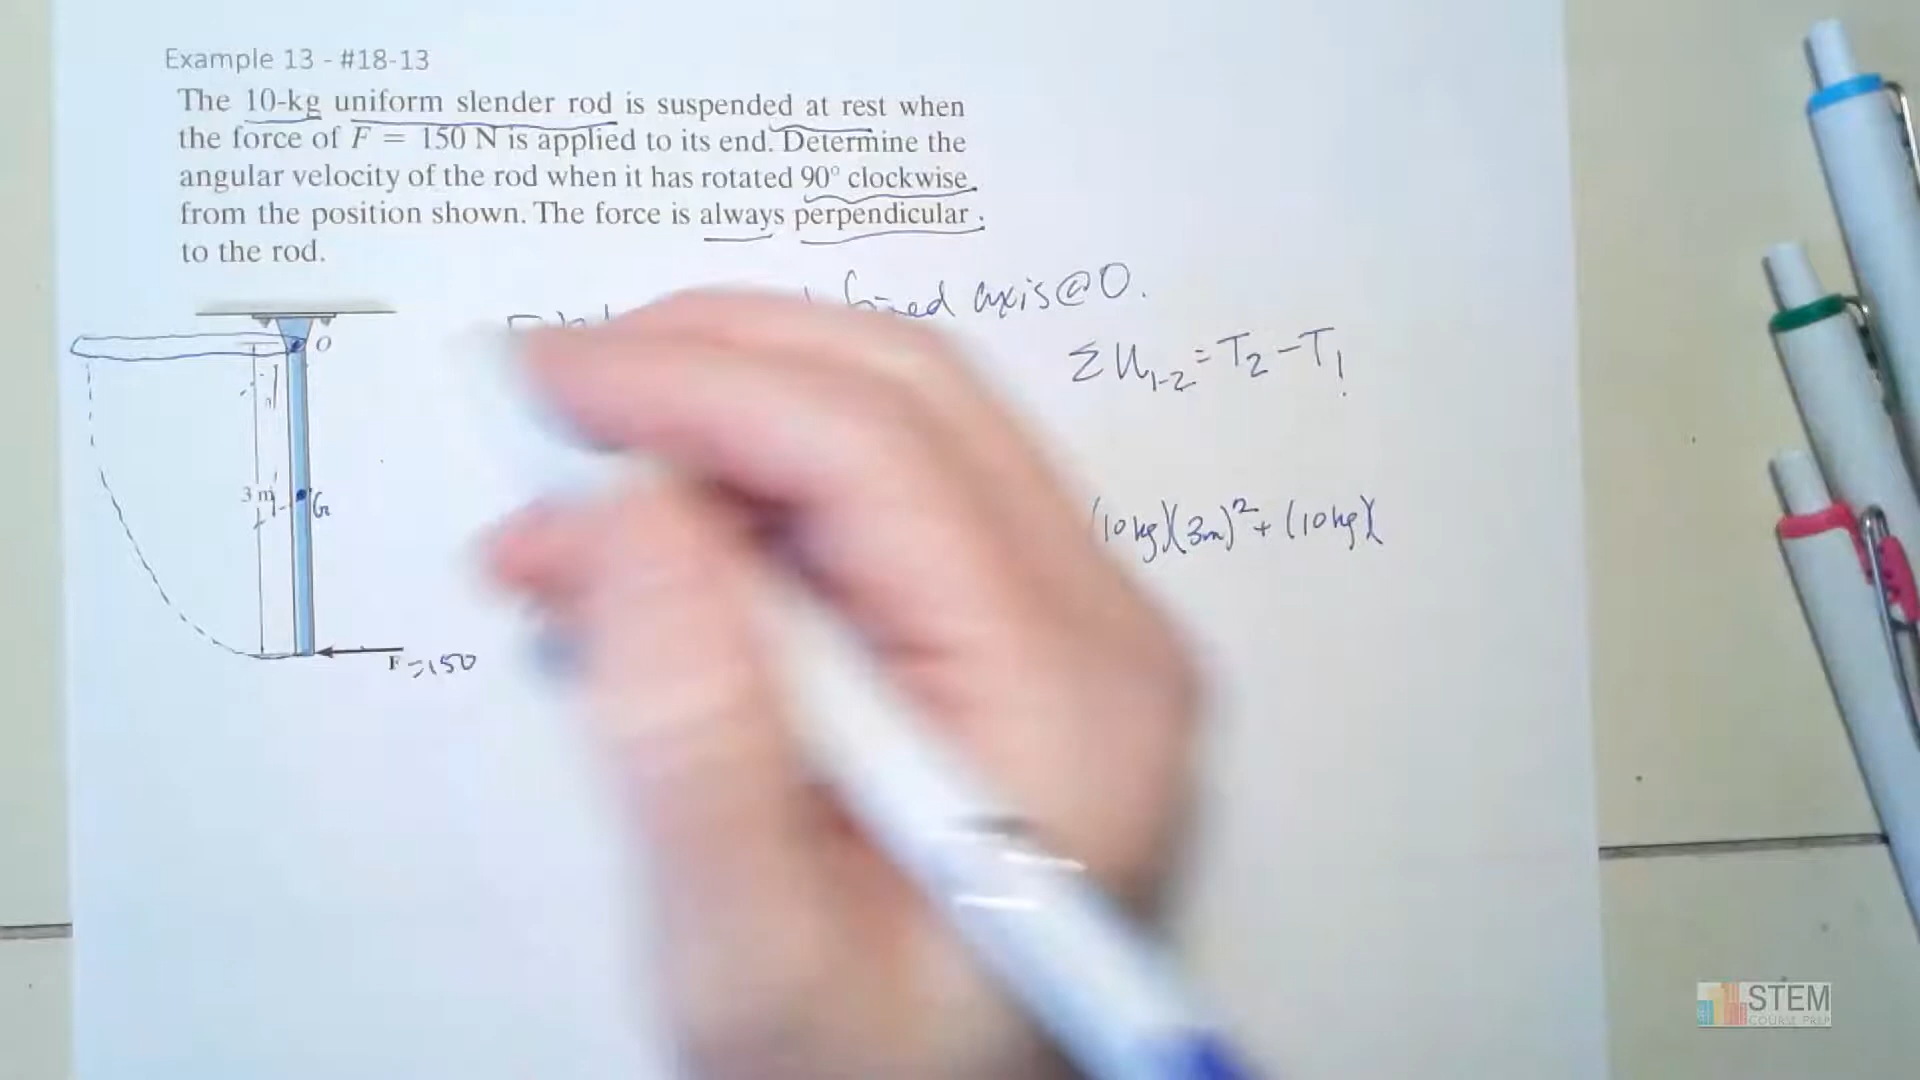 Example 13 - #18-13
The 10-kg uniform slender rod is suspended at rest when
the force of F = 150 N is applied to its end. Determine the
angular velocity of the rod when it has rotated 90° clockwise
from the position shown. The force is always perpendicular
to the rod.
axis @ O.
ΣU1-2 = T2 - T1
O
3 m
G
(10kg)(3m)² + (10kg)(
F = 150
STEM
COURSE PREP